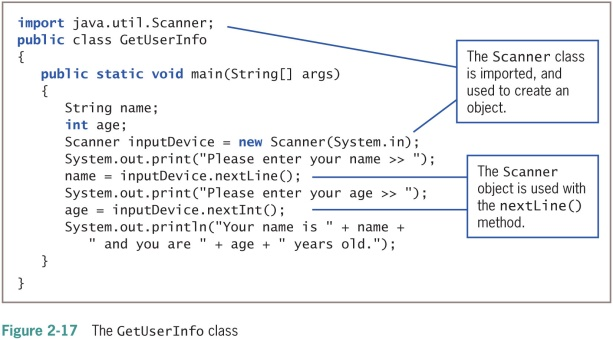 import java.util.Scanner;
public class GetUserInfo
{
public static void main(String[] args)
{
String name;
int age;
Scanner inputDevice = new Scanner(System.in);
System.out.print("Please enter your name >> ");
name = inputDevice.nextLine();
System.out.print("Please enter your age >> ");
age = inputDevice.nextInt();
System.out.println("Your name is " + name +
" and you are " + age + " years old.");
}
}
The Scanner class
is imported, and
used to create an
object.
The Scanner
object is used with
the nextLine()
method.
Figure 2-17 The GetUserInfo class